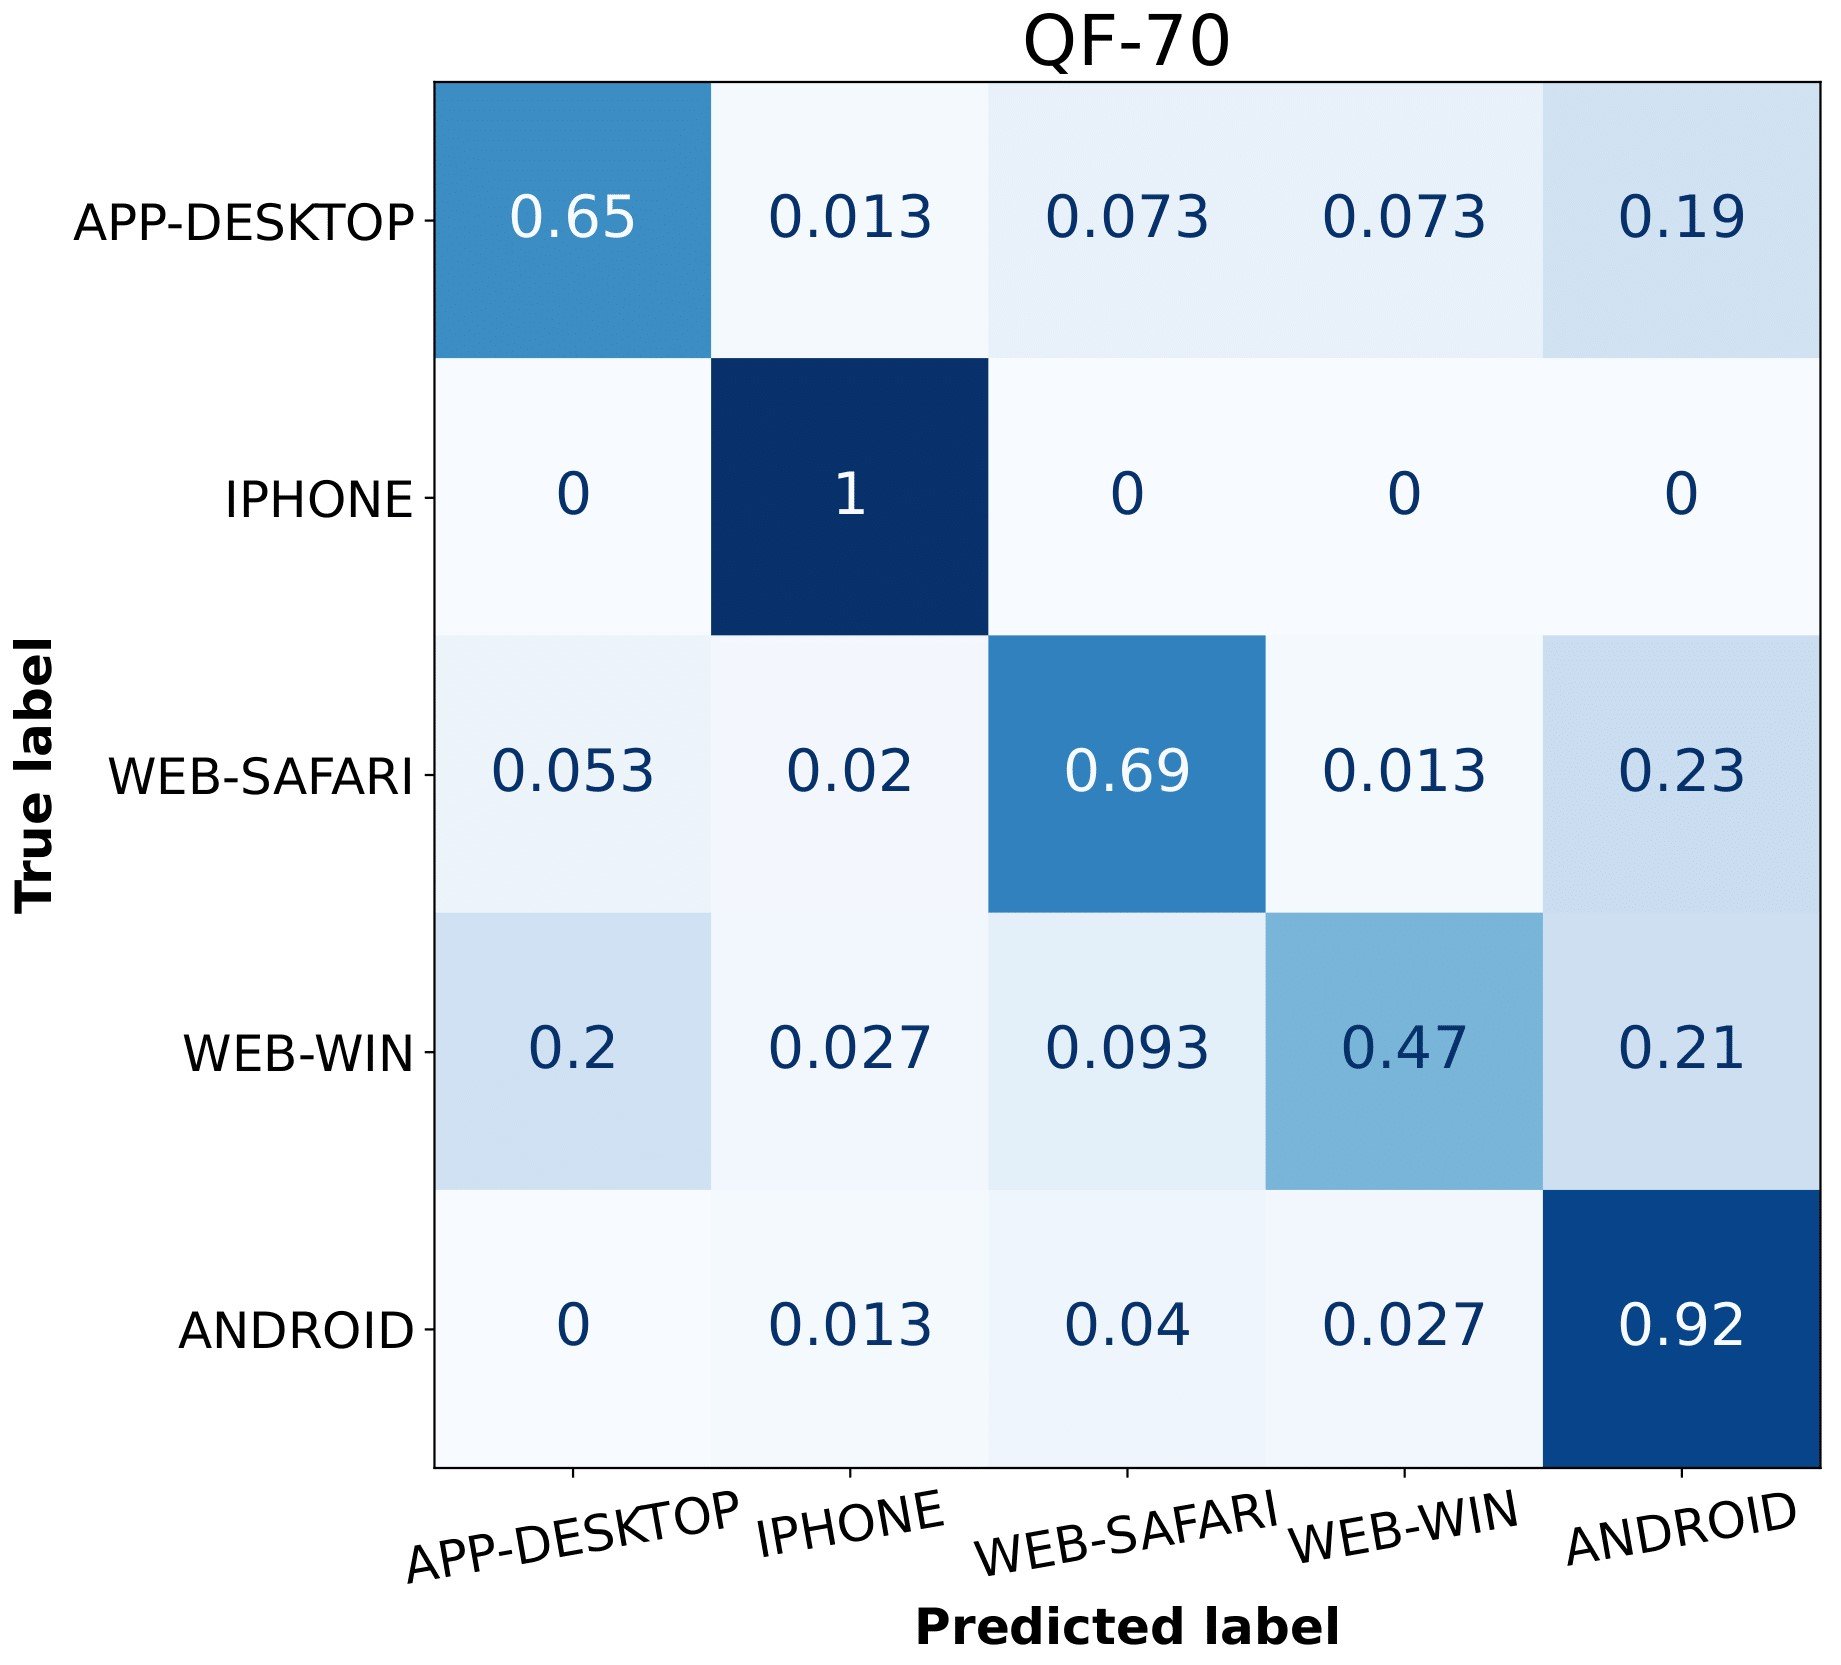 QF-70
True label
APP-DESKTOP 0.65 0.013 0.073 0.073 0.19
IPHONE 0 1 0 0 0
WEB-SAFARI 0.053 0.02 0.69 0.013 0.23
WEB-WIN 0.2 0.027 0.093 0.47 0.21
ANDROID 0 0.013 0.04 0.027 0.92
APP-DESKTOP IPHONE WEB-SAFARI WEB-WIN ANDROID
Predicted label